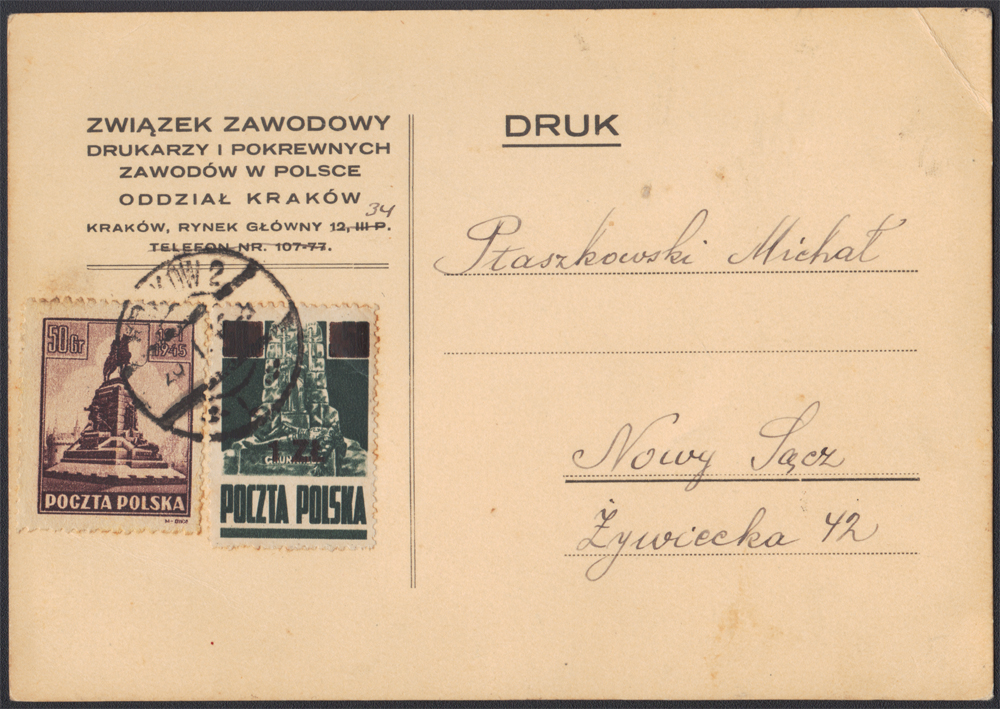 ZWIĄZEK ZAWODOWY
DRUKARZY I POKREWNYCH
ZAWODÓW W POLSCE
ODDZIAŁ KRAKÓW
34
KRAKÓW, RYNEK GŁÓWNY 12, III P.
TELEFON NR. 107-77.
DRUK
Ptaszkowski Michał
Nowy Sącz
Żywiecka 42
50 Gr
1945
POCZTA POLSKA
1 ZŁ
POCZTA POLSKA